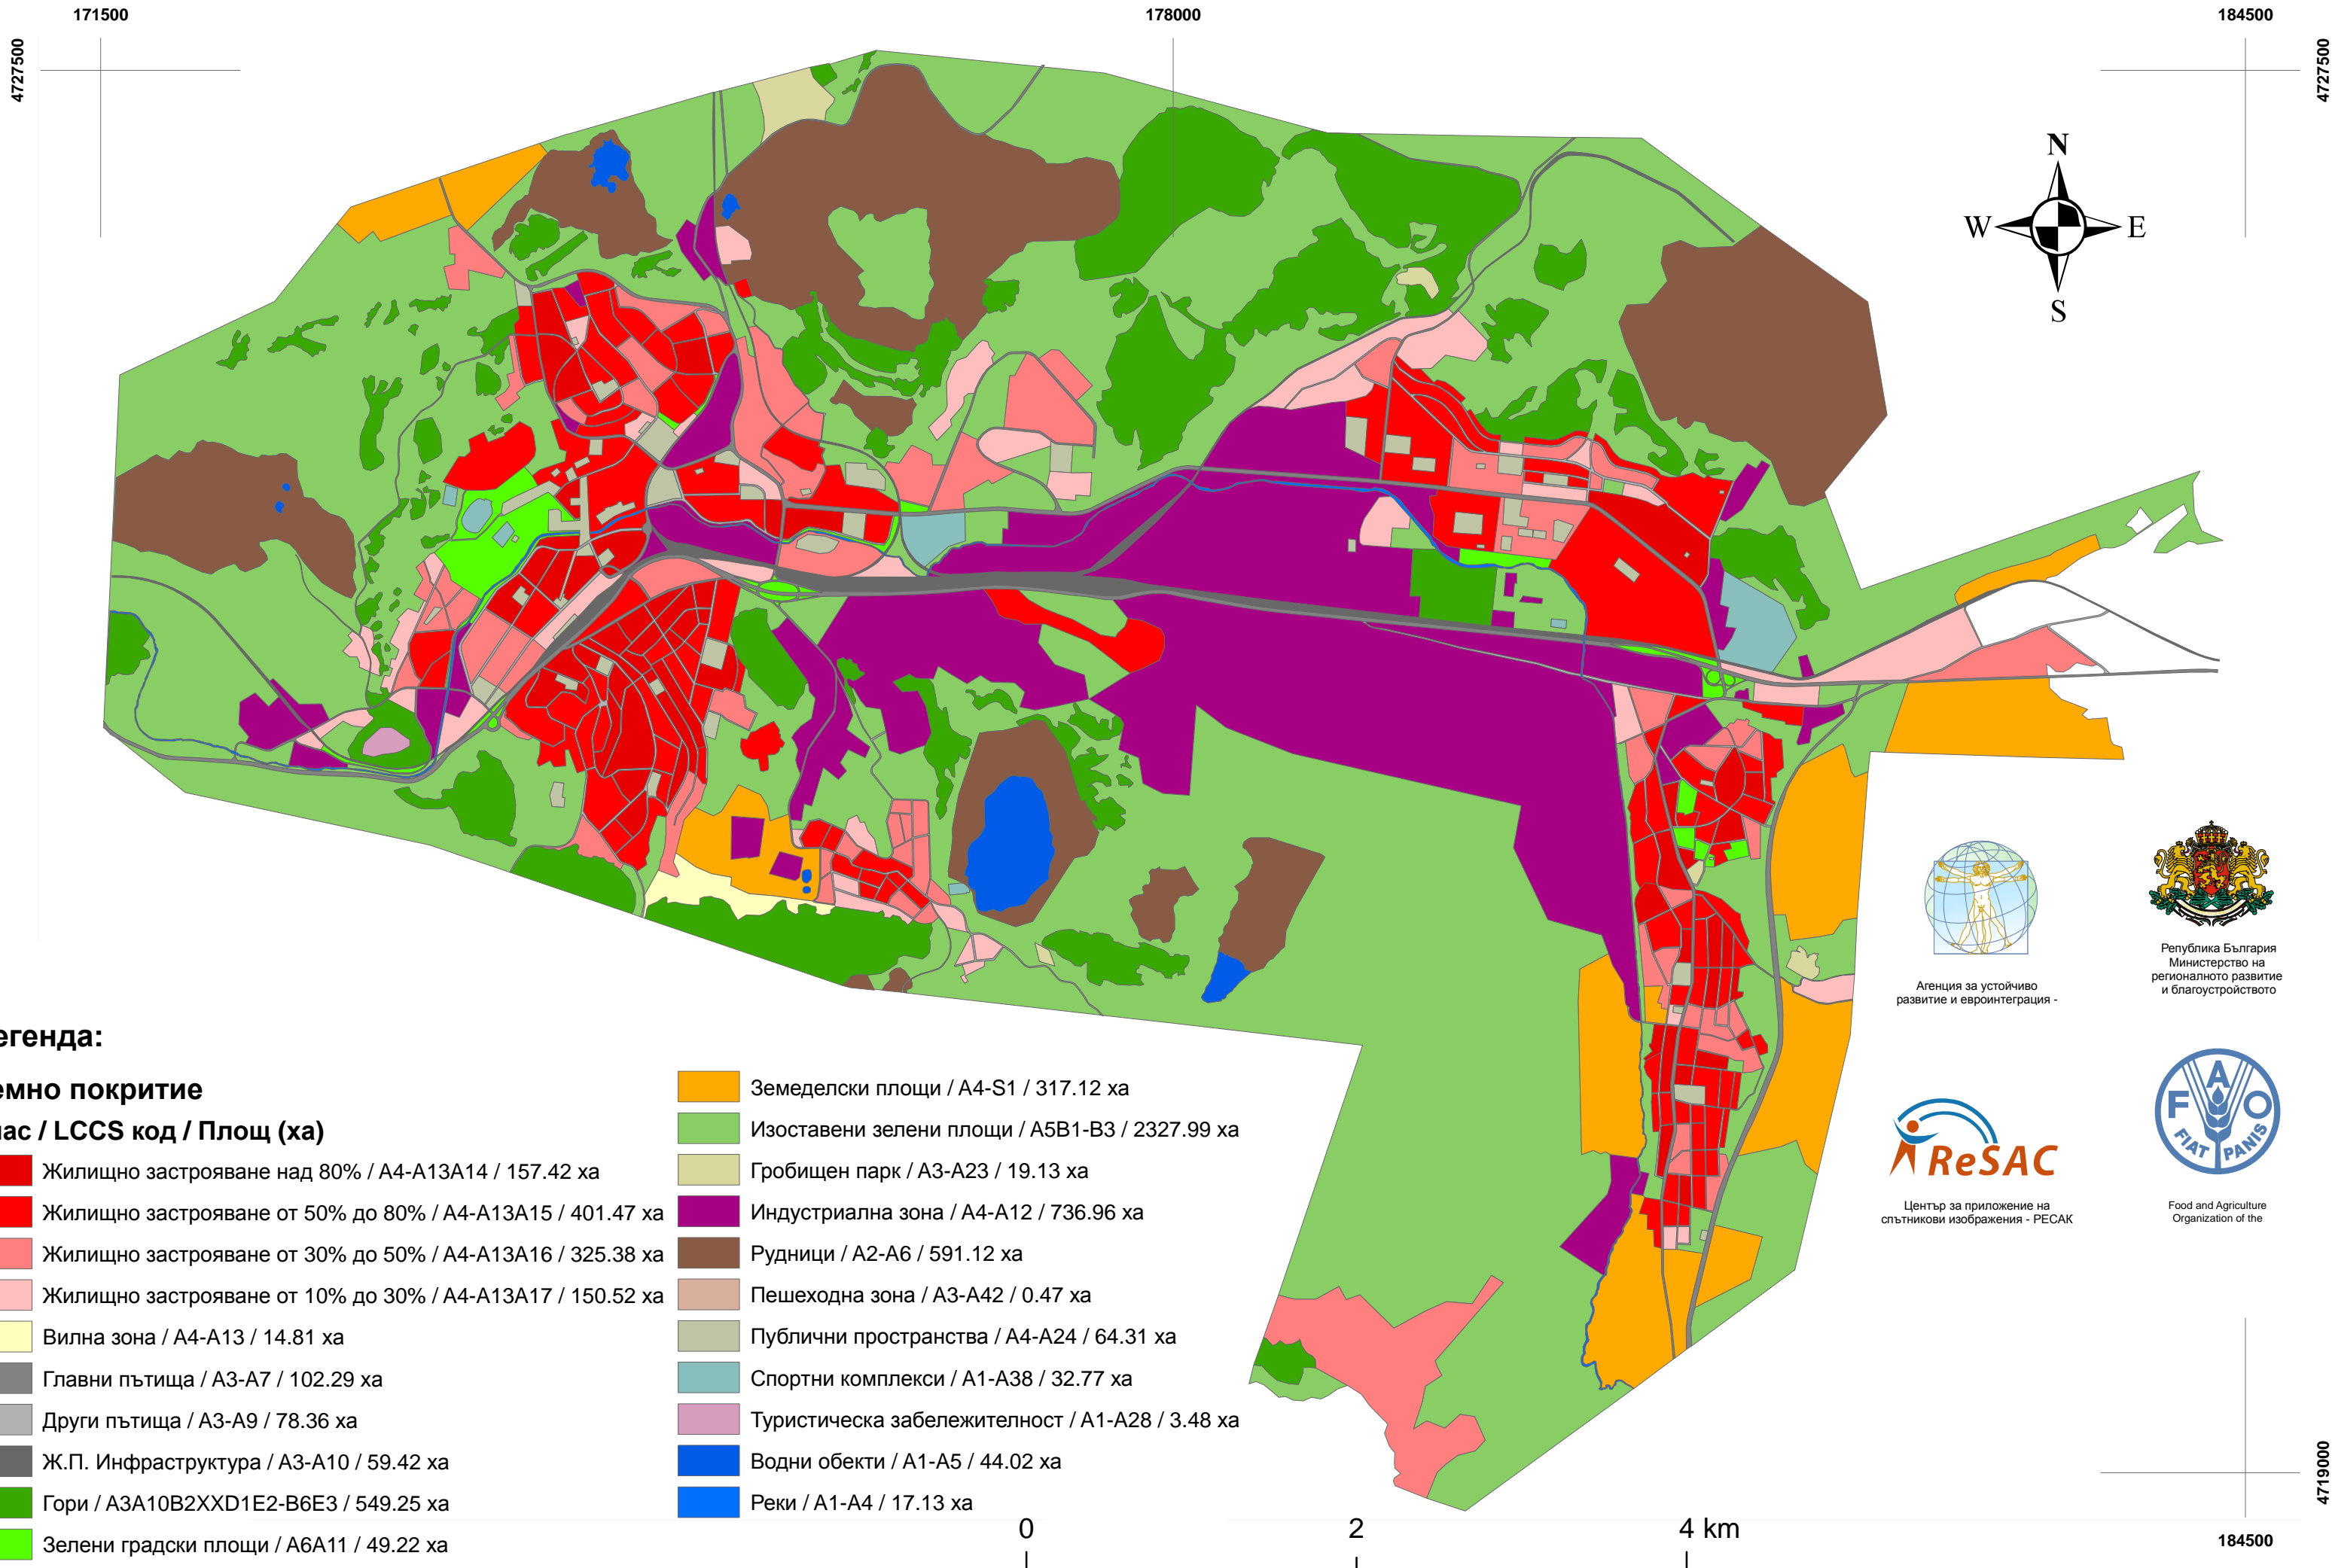 171500
178000
184500
4727500
4727500
N
W
E
S
Република България
Министерство на
регионалното развитие
и благоустройството
Агенция за устойчиво
развитие и евроинтеграция -
F A O
FIAT PANIS
ReSAC
Център за приложение на
спътникови изображения - РЕСАК
Food and Agriculture
Organization of the
егенда:
емно покритие
ас / LCCS код / Площ (ха)
Жилищно застрояване над 80% / A4-A13A14 / 157.42 ха
Жилищно застрояване от 50% до 80% / A4-A13A15 / 401.47 ха
Жилищно застрояване от 30% до 50% / A4-A13A16 / 325.38 ха
Жилищно застрояване от 10% до 30% / A4-A13A17 / 150.52 ха
Вилна зона / A4-A13 / 14.81 ха
Главни пътища / A3-A7 / 102.29 ха
Други пътища / A3-A9 / 78.36 ха
Ж.П. Инфраструктура / A3-A10 / 59.42 ха
Гори / A3A10B2XXD1E2-B6E3 / 549.25 ха
Зелени градски площи / A6A11 / 49.22 ха
Земеделски площи / A4-S1 / 317.12 ха
Изоставени зелени площи / A5B1-B3 / 2327.99 ха
Гробищен парк / A3-A23 / 19.13 ха
Индустриална зона / A4-A12 / 736.96 ха
Рудници / A2-A6 / 591.12 ха
Пешеходна зона / A3-A42 / 0.47 ха
Публични пространства / A4-A24 / 64.31 ха
Спортни комплекси / A1-A38 / 32.77 ха
Туристическа забележителност / A1-A28 / 3.48 ха
Водни обекти / A1-A5 / 44.02 ха
Реки / A1-A4 / 17.13 ха
0 2 4 km
4719000
184500